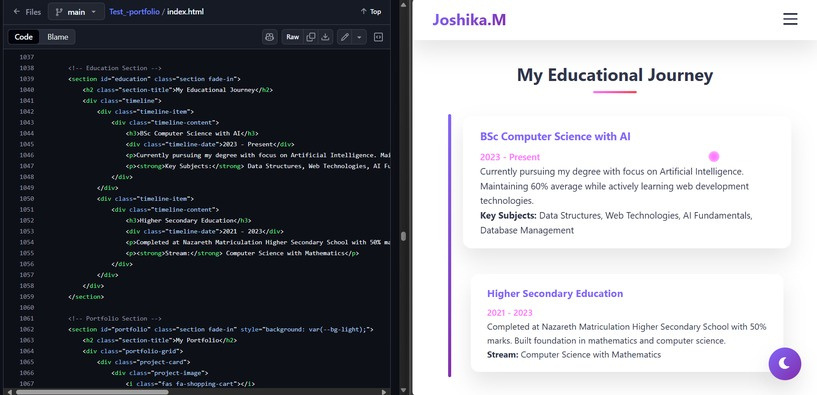 Files
main
Test_-portfolio / index.html
Top
Code
Blame
Raw
1037
1038 <!-- Education Section -->
1039 <section id="education" class="section fade-in">
1040 <h2 class="section-title">My Educational Journey</h2>
1041 <div class="timeline">
1042 <div class="timeline-item">
1043 <div class="timeline-content">
1044 <h3>BSc Computer Science with AI</h3>
1045 <div class="timeline-date">2023 - Present</div>
1046 <p>Currently pursuing my degree with focus on Artificial Intelligence. Mai
1047 <p><strong>Key Subjects:</strong> Data Structures, Web Technologies, AI Fu
1048 </div>
1049 </div>
1050 <div class="timeline-item">
1051 <div class="timeline-content">
1052 <h3>Higher Secondary Education</h3>
1053 <div class="timeline-date">2021 - 2023</div>
1054 <p>Completed at Nazareth Matriculation Higher Secondary School with 50% ma
1055 <p><strong>Stream:</strong> Computer Science with Mathematics</p>
1056 </div>
1057 </div>
1058 </div>
1059 </section>
1060
1061 <!-- Portfolio Section -->
1062 <section id="portfolio" class="section fade-in" style="background: var(--bg-light);">
1063 <h2 class="section-title">My Portfolio</h2>
1064 <div class="portfolio-grid">
1065 <div class="project-card">
1066 <div class="project-image">
1067 <i class="fas fa-shopping-cart"></i>
Joshika.M
My Educational Journey
BSc Computer Science with AI
2023 - Present
Currently pursuing my degree with focus on Artificial Intelligence.
Maintaining 60% average while actively learning web development
technologies.
Key Subjects: Data Structures, Web Technologies, AI Fundamentals,
Database Management
Higher Secondary Education
2021 - 2023
Completed at Nazareth Matriculation Higher Secondary School with 50%
marks. Built foundation in mathematics and computer science.
Stream: Computer Science with Mathematics